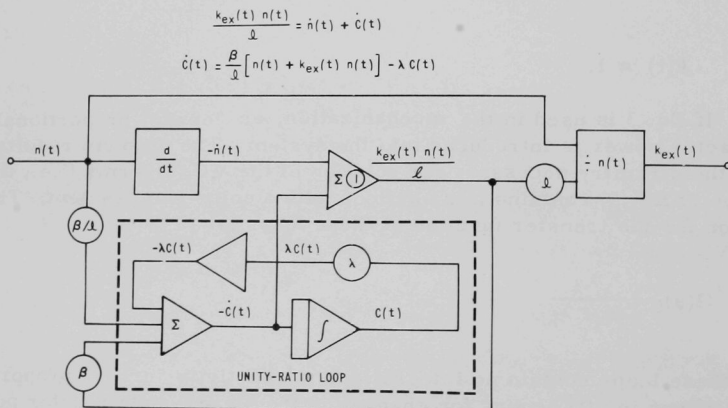 k_ex(t) n(t)
ℓ
= ṅ(t) + Ċ(t)
Ċ(t) = β/ℓ [n(t) + k_ex(t) n(t)] - λ C(t)
n(t)
d
dt
-ṅ(t)
Σ 1
k_ex(t) n(t)
ℓ
ℓ
÷ n(t)
k_ex(t)
β/ℓ
-λC(t)
λC(t)
λ
Σ
-Ċ(t)
∫
C(t)
β
UNITY-RATIO LOOP